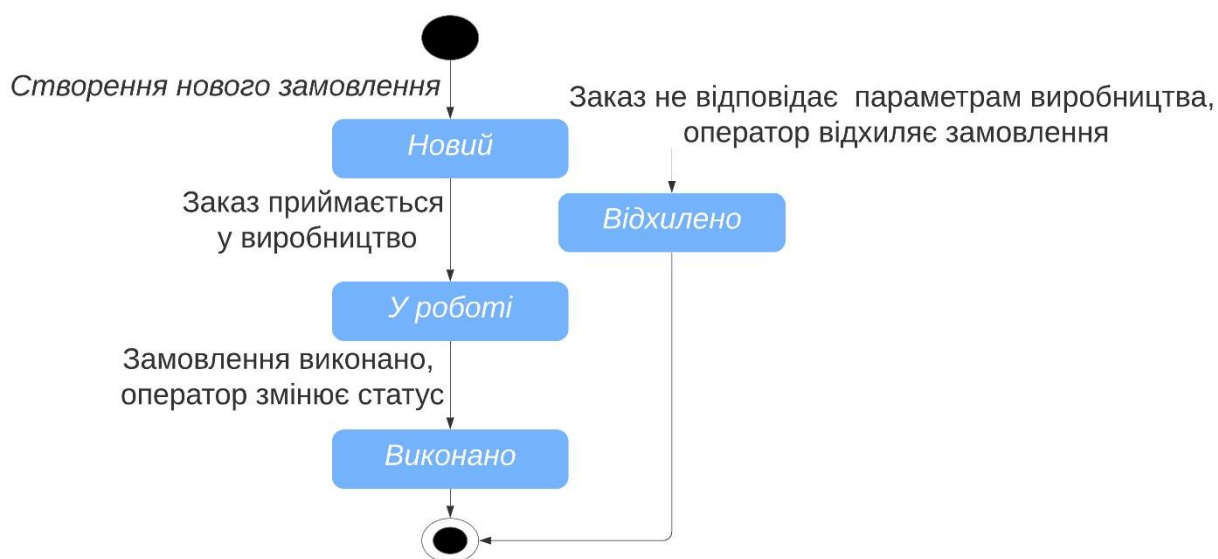 Створення нового замовлення
Новий
Заказ приймається
у виробництво
У роботі
Замовлення виконано,
оператор змінює статус
Виконано
Заказ не відповідає  параметрам виробництва,
оператор відхиляє замовлення
Відхилено